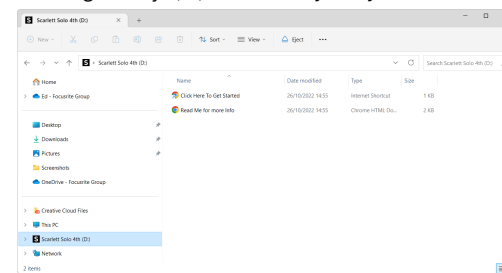 Scarlett Solo 4th (D:)
New
Sort
View
Eject
Scarlett Solo 4th (D:)
Search Scarlett Solo 4th (D:)
Name
Date modified
Type
Size
Home
Ed - Focusrite Group
Click Here To Get Started
26/10/2022 14:55
Internet Shortcut
1 KB
Read Me for more Info
26/10/2022 14:55
Chrome HTML Do...
2 KB
Desktop
Downloads
Pictures
Screenshots
OneDrive - Focusrite Group
Creative Cloud Files
This PC
Scarlett Solo 4th (D:)
Network
2 items